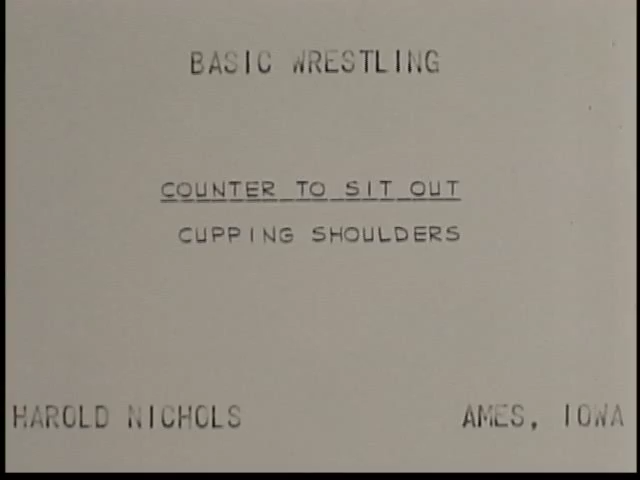 BASIC WRESTLING
COUNTER TO SIT OUT
CUPPING SHOULDERS
HAROLD NICHOLS AMES, IOWA